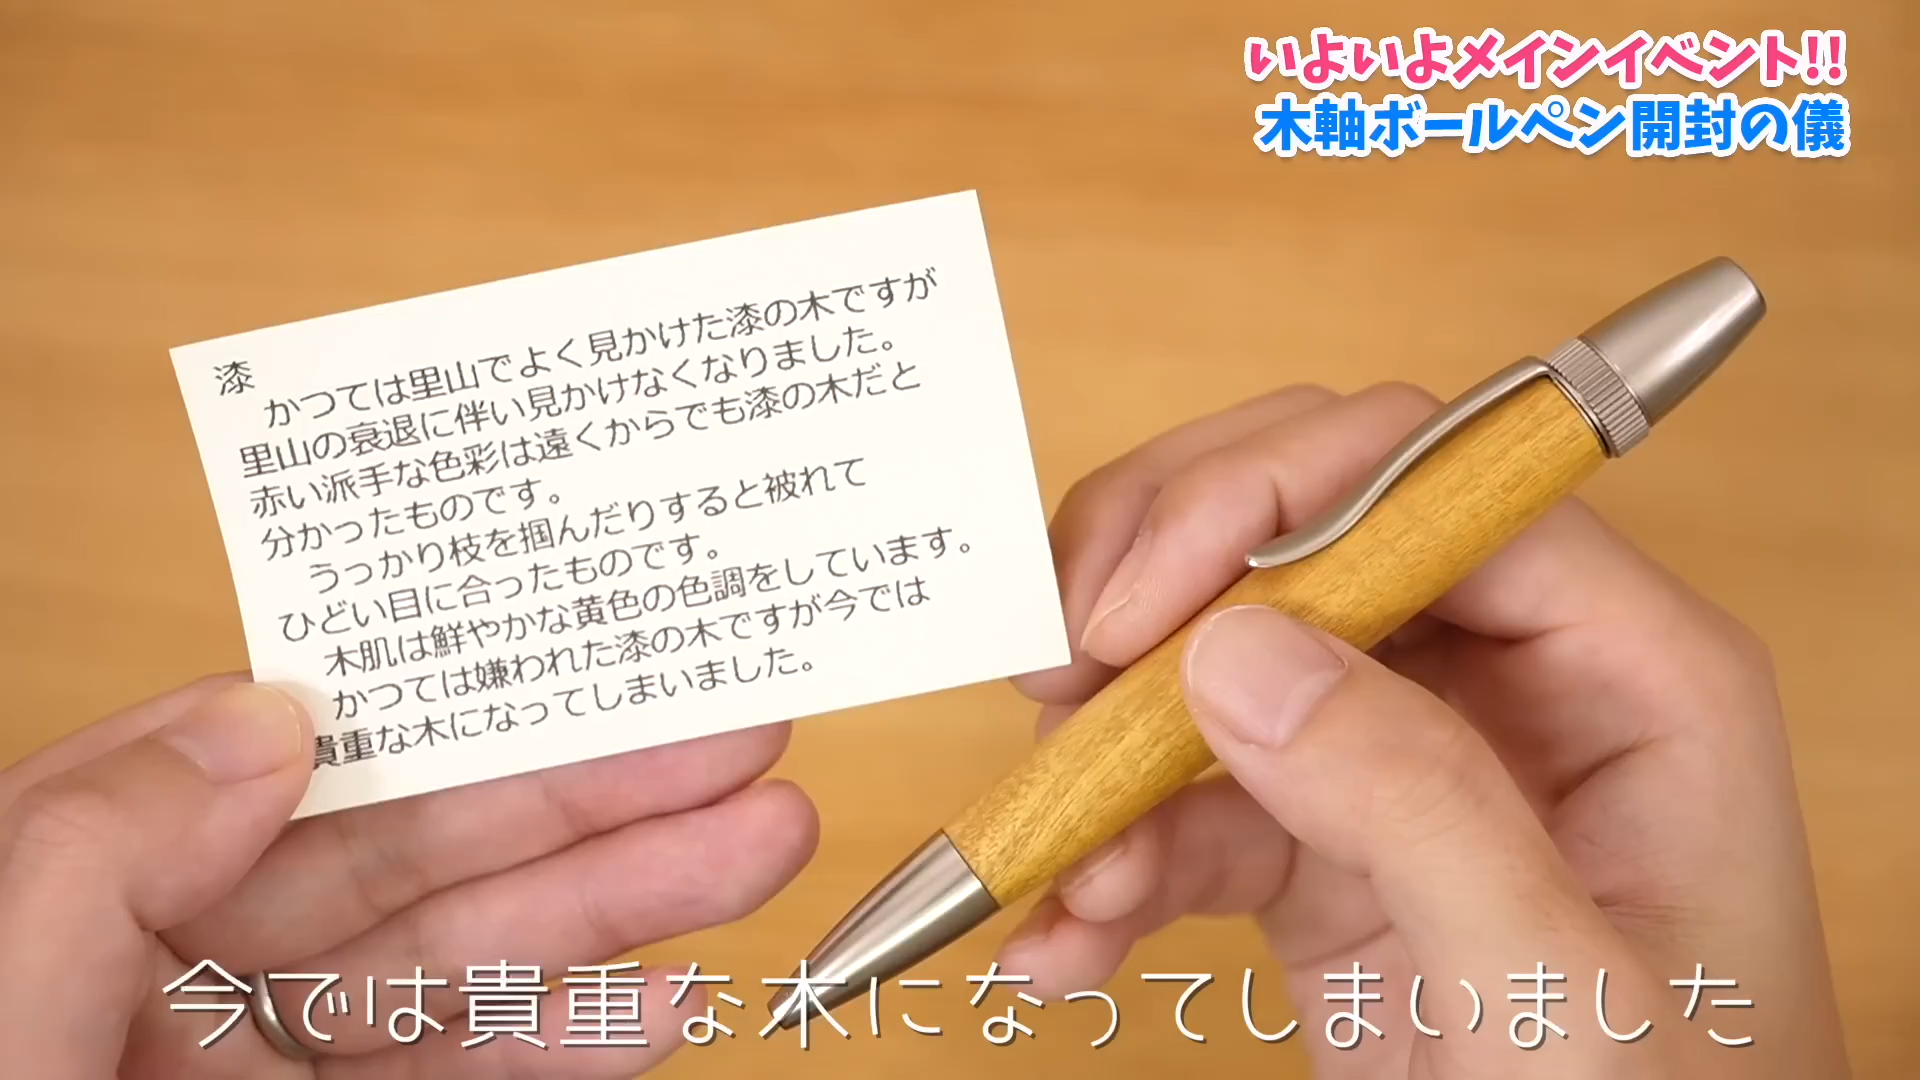 いよいよメインイベント!!
木軸ボールペン開封の儀
漆
かつては里山でよく見かけた漆の木ですが
里山の衰退に伴い見かけなくなりました。
赤い派手な色彩は遠くからでも漆の木だと
分かったものです。
うっかり枝を掴んだりすると被れて
ひどい目に合ったものです。
木肌は鮮やかな黄色の色調をしています。
かつては嫌われた漆の木ですが今では
貴重な木になってしまいました。
今では貴重な木になってしまいました